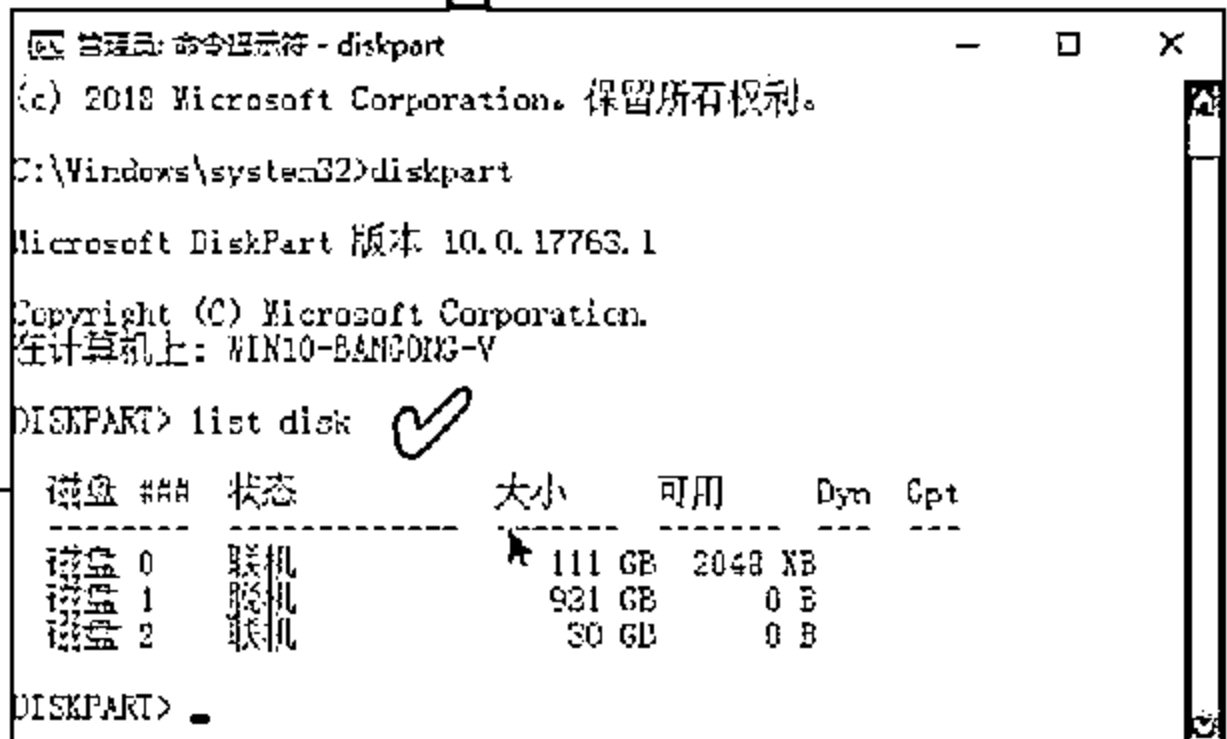 管理员: 命令提示符 - diskpart
(c) 2018 Microsoft Corporation。保留所有权利。
C:\Windows\system32>diskpart
Microsoft DiskPart 版本 10.0.17763.1
Copyright (C) Microsoft Corporation.
在计算机上: WIN10-BANGONG-V
DISKPART> list disk
磁盘 ### 状态 大小 可用 Dyn Gpt
-------- ------------- ------- ------- --- ---
磁盘 0 联机 111 GB 2048 KB
磁盘 1 脱机 931 GB 0 B
磁盘 2 联机 30 GB 0 B
DISKPART>